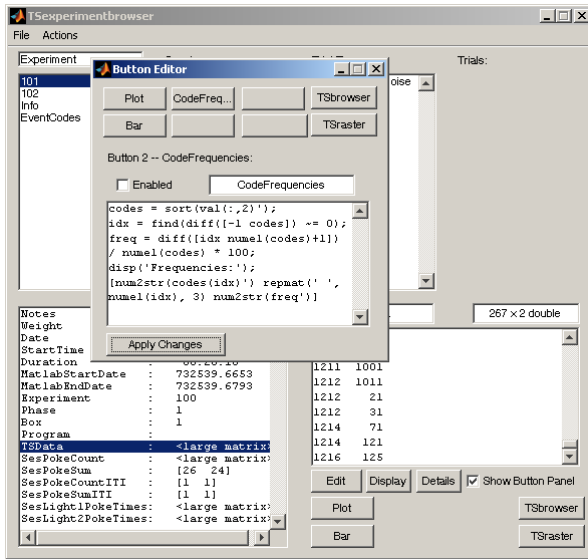 TSexperimentbrowser
File Actions
Experiment
Trials:
101
102
Info
EventCodes
oise
Button Editor
Plot CodeFreq... TSbrowser
Bar TSraster
Button 2 -- CodeFrequencies:
Enabled CodeFrequencies
codes = sort(val(:,2)');
idx = find(diff([-1 codes]) ~= 0);
freq = diff([idx numel(codes)+1])
/ numel(codes) * 100;
disp('Frequencies:');
[num2str(codes(idx)') repmat(' ',
numel(idx), 3) num2str(freq')]
Apply Changes
267 × 2 double
Notes
Weight
Date
StartTime
Duration :
MatlabStartDate : 732539.6653
MatlabEndDate : 732539.6793
Experiment : 100
Phase : 1
Box : 1
Program :
TSData : <large matrix>
SesPokeCount : <large matrix>
SesPokeSum : [26 24]
SesPokeCountITI : [1 1]
SesPokeSumITI : [1 1]
SesLight1PokeTimes: <large matrix>
SesLight2PokeTimes: <large matrix>
1211 1001
1212 1011
1212 21
1212 31
1214 71
1214 121
1216 125
Edit Display Details Show Button Panel
Plot TSbrowser
Bar TSraster